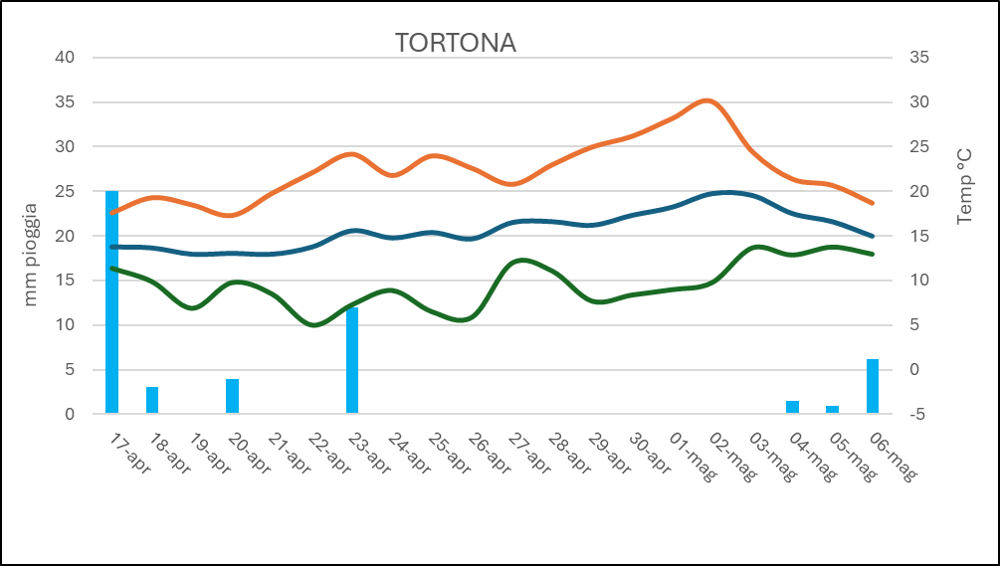 TORTONA
40
35
30
25
20
15
10
5
0
mm pioggia
35
30
25
20
15
10
5
0
-5
Temp °C
17-apr
18-apr
19-apr
20-apr
21-apr
22-apr
23-apr
24-apr
25-apr
26-apr
27-apr
28-apr
29-apr
30-apr
01-mag
02-mag
03-mag
04-mag
05-mag
06-mag